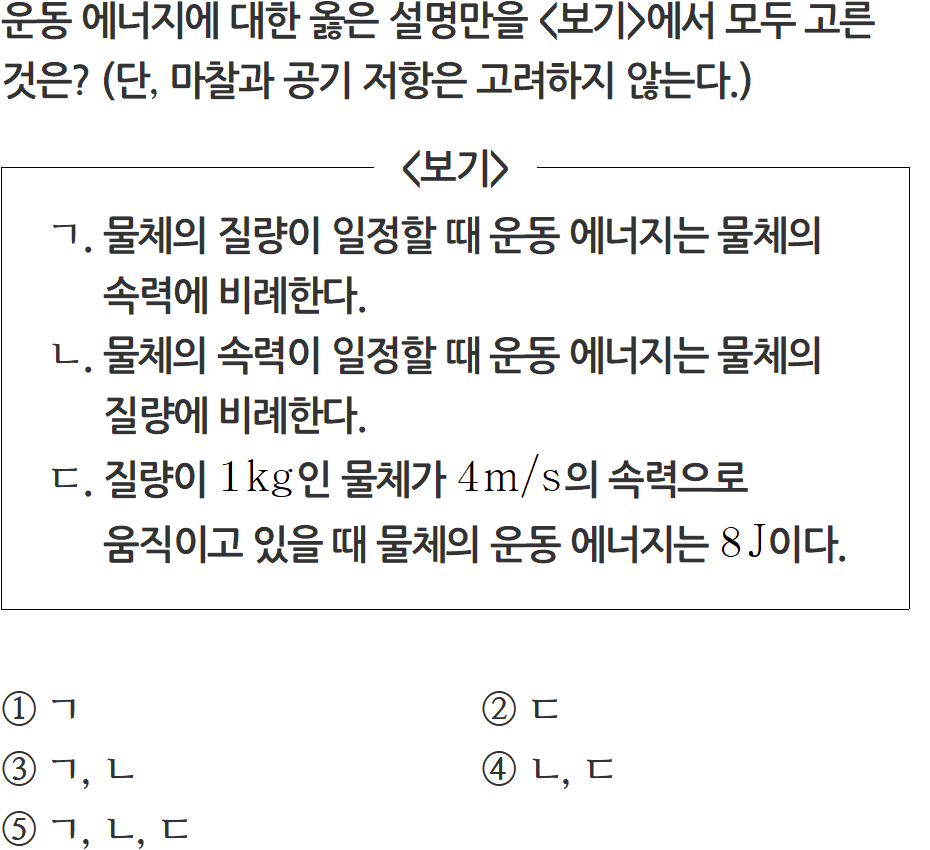 운동 에너지에 대한 옳은 설명만을 <보기>에서 모두 고른
것은? (단, 마찰과 공기 저항은 고려하지 않는다.)
<보기>
ㄱ. 물체의 질량이 일정할 때 운동 에너지는 물체의
속력에 비례한다.
ㄴ. 물체의 속력이 일정할 때 운동 에너지는 물체의
질량에 비례한다.
ㄷ. 질량이 1kg인 물체가 4m/s의 속력으로
움직이고 있을 때 물체의 운동 에너지는 8J이다.
① ㄱ ② ㄷ
③ ㄱ, ㄴ ④ ㄴ, ㄷ
⑤ ㄱ, ㄴ, ㄷ